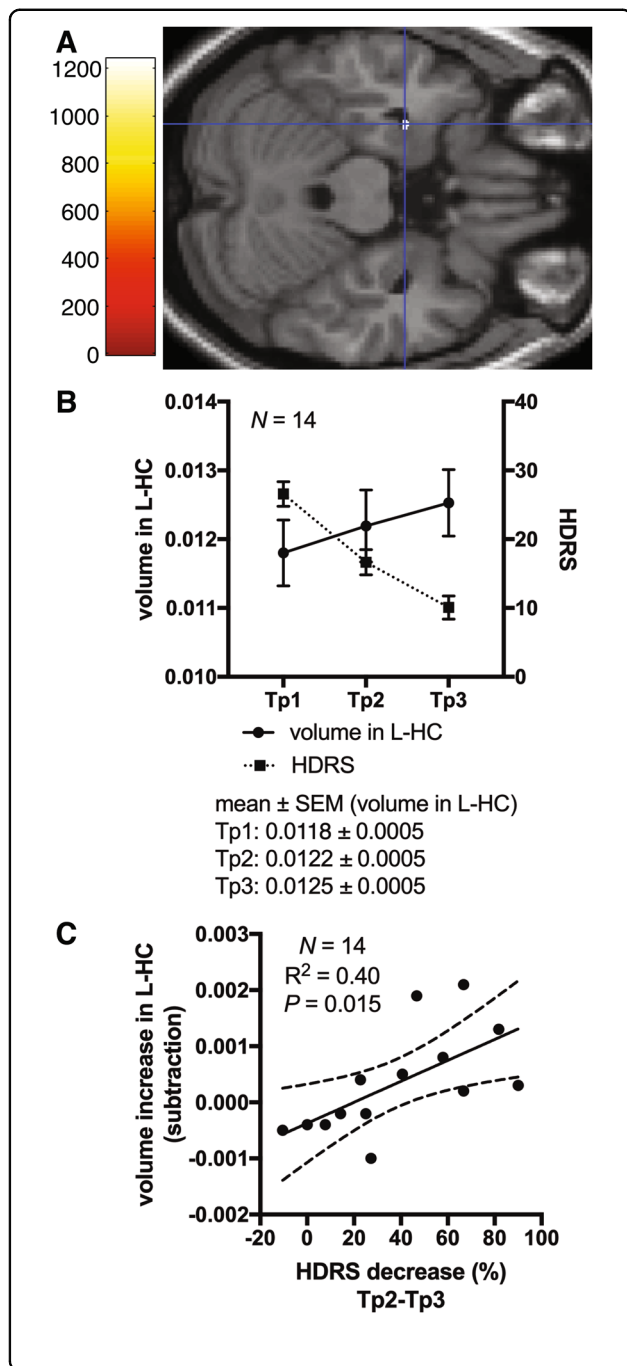 A
1200
1000
800
600
400
200
0
B
0.014
0.013
0.012
0.011
0.010
volume in L-HC
N = 14
40
30
20
10
0
HDRS
Tp1 Tp2 Tp3
volume in L-HC
HDRS
mean ± SEM (volume in L-HC)
Tp1: 0.0118 ± 0.0005
Tp2: 0.0122 ± 0.0005
Tp3: 0.0125 ± 0.0005
C
volume increase in L-HC
(subtraction)
0.003
0.002
0.001
0.000
-0.001
-0.002
N = 14
R² = 0.40
P = 0.015
-20 0 20 40 60 80 100
HDRS decrease (%)
Tp2-Tp3